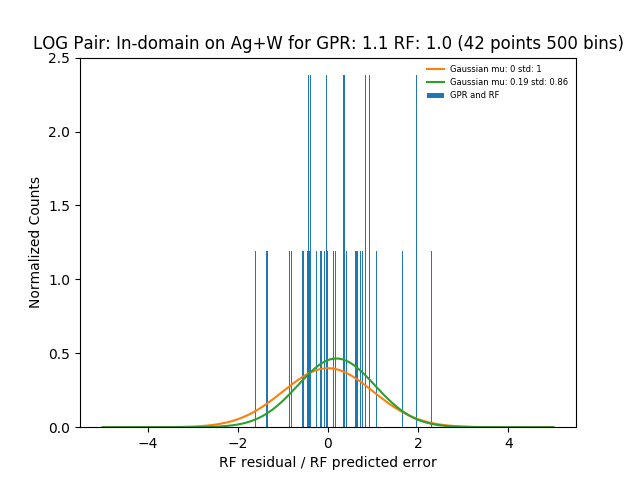 LOG Pair: In-domain on Ag+W for GPR: 1.1 RF: 1.0 (42 points 500 bins)
2.5
2.0
1.5
1.0
0.5
0.0
Normalized Counts
Gaussian mu: 0 std: 1
Gaussian mu: 0.19 std: 0.86
GPR and RF
−4
−2
0
2
4
RF residual / RF predicted error